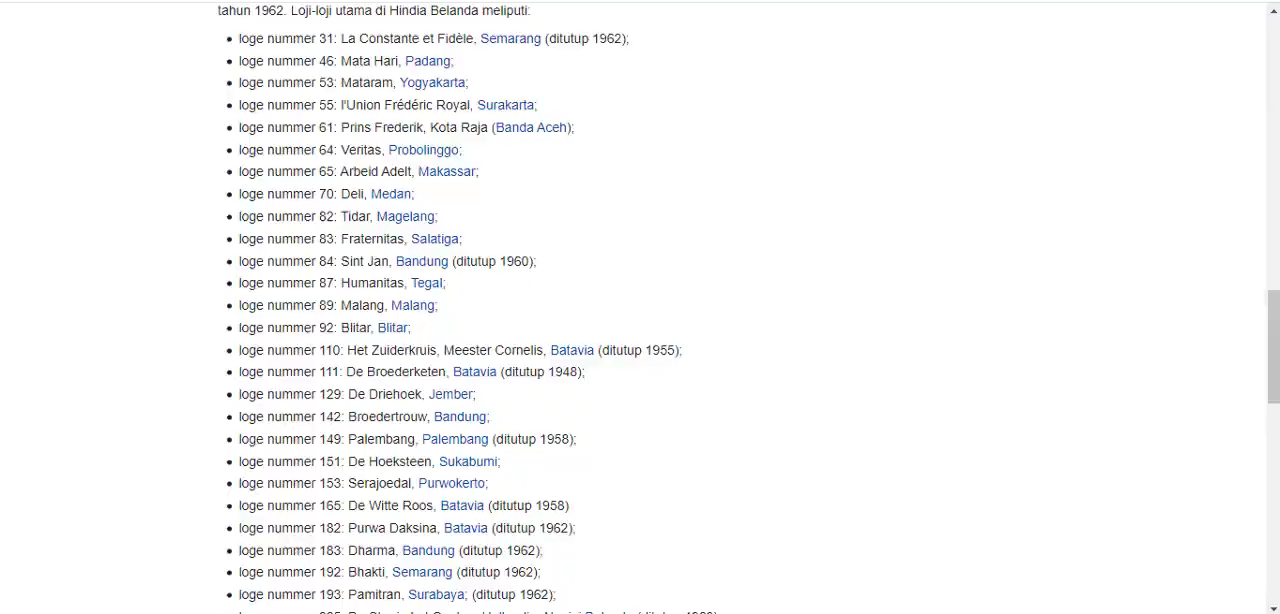 tahun 1962. Loji-loji utama di Hindia Belanda meliputi:
• loge nummer 31: La Constante et Fidèle, Semarang (ditutup 1962);
• loge nummer 46: Mata Hari, Padang;
• loge nummer 53: Mataram, Yogyakarta;
• loge nummer 55: l'Union Frédéric Royal, Surakarta;
• loge nummer 61: Prins Frederik, Kota Raja (Banda Aceh);
• loge nummer 64: Veritas, Probolinggo;
• loge nummer 65: Arbeid Adelt, Makassar;
• loge nummer 70: Deli, Medan;
• loge nummer 82: Tidar, Magelang;
• loge nummer 83: Fraternitas, Salatiga;
• loge nummer 84: Sint Jan, Bandung (ditutup 1960);
• loge nummer 87: Humanitas, Tegal;
• loge nummer 89: Malang, Malang;
• loge nummer 92: Blitar, Blitar;
• loge nummer 110: Het Zuiderkruis, Meester Cornelis, Batavia (ditutup 1955);
• loge nummer 111: De Broederketen, Batavia (ditutup 1948);
• loge nummer 129: De Driehoek, Jember;
• loge nummer 142: Broedertrouw, Bandung;
• loge nummer 149: Palembang, Palembang (ditutup 1958);
• loge nummer 151: De Hoeksteen, Sukabumi;
• loge nummer 153: Serajoedal, Purwokerto;
• loge nummer 165: De Witte Roos, Batavia (ditutup 1958)
• loge nummer 182: Purwa Daksina, Batavia (ditutup 1962);
• loge nummer 183: Dharma, Bandung (ditutup 1962);
• loge nummer 192: Bhakti, Semarang (ditutup 1962);
• loge nummer 193: Pamitran, Surabaya; (ditutup 1962);